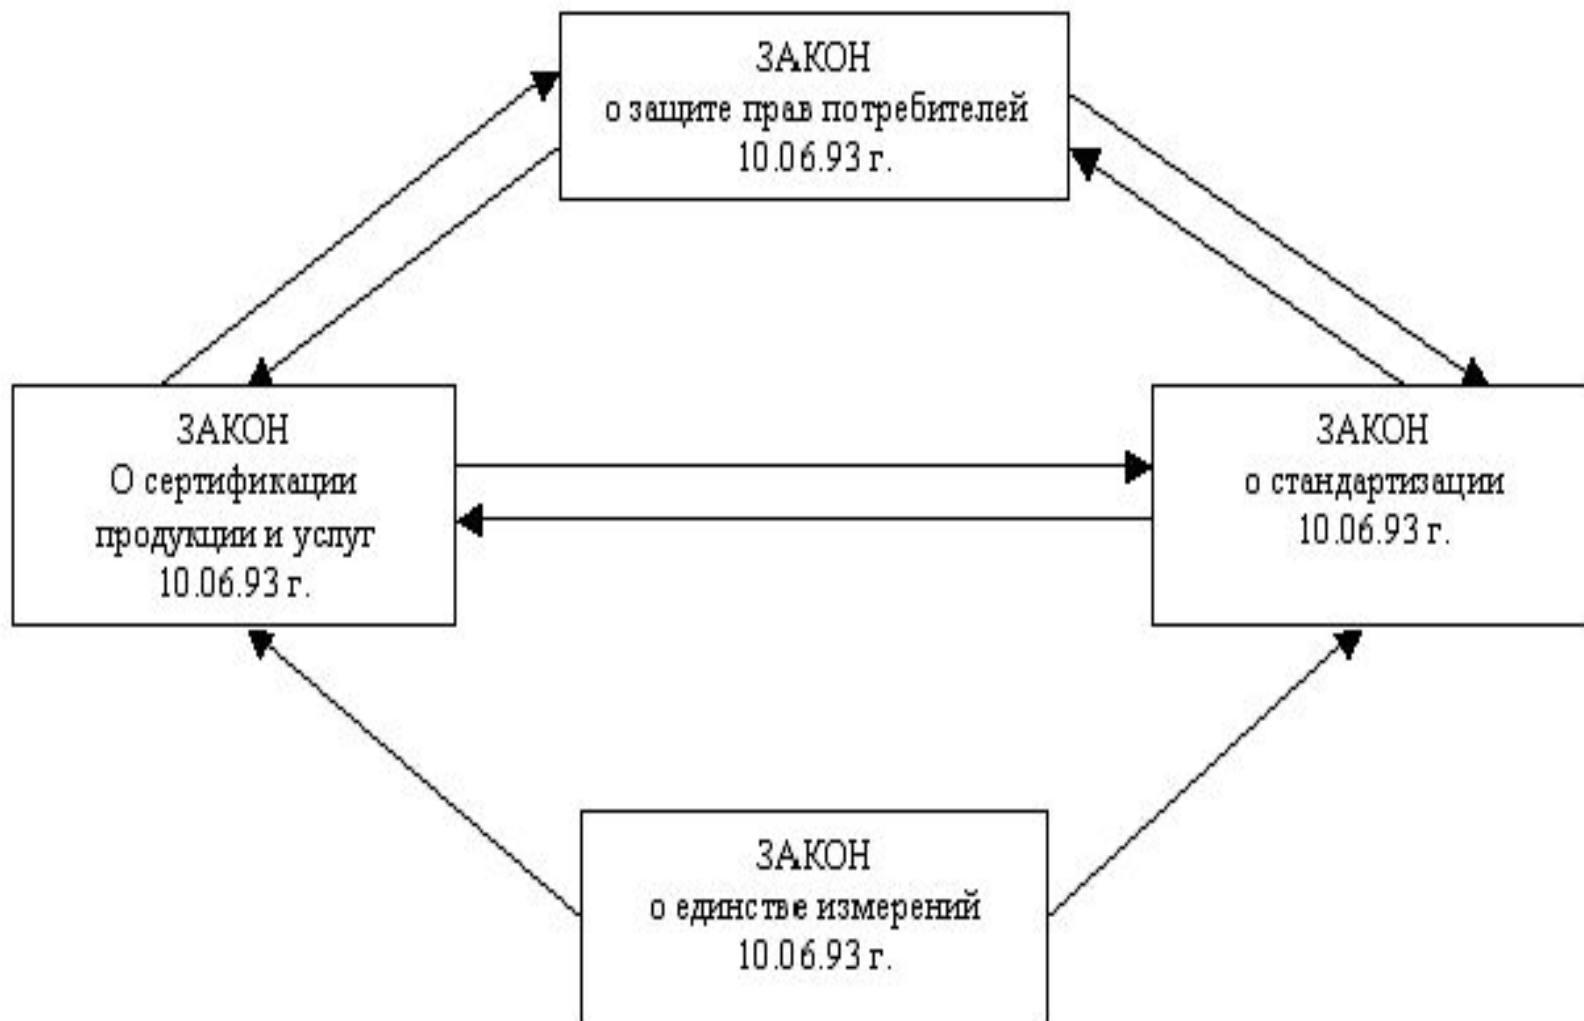 ЗАКОН
о защите прав потребителей
10.06.93 г.
ЗАКОН
О сертификации
продукции и услуг
10.06.93 г.
ЗАКОН
о стандартизации
10.06.93 г.
ЗАКОН
о единстве измерений
10.06.93 г.